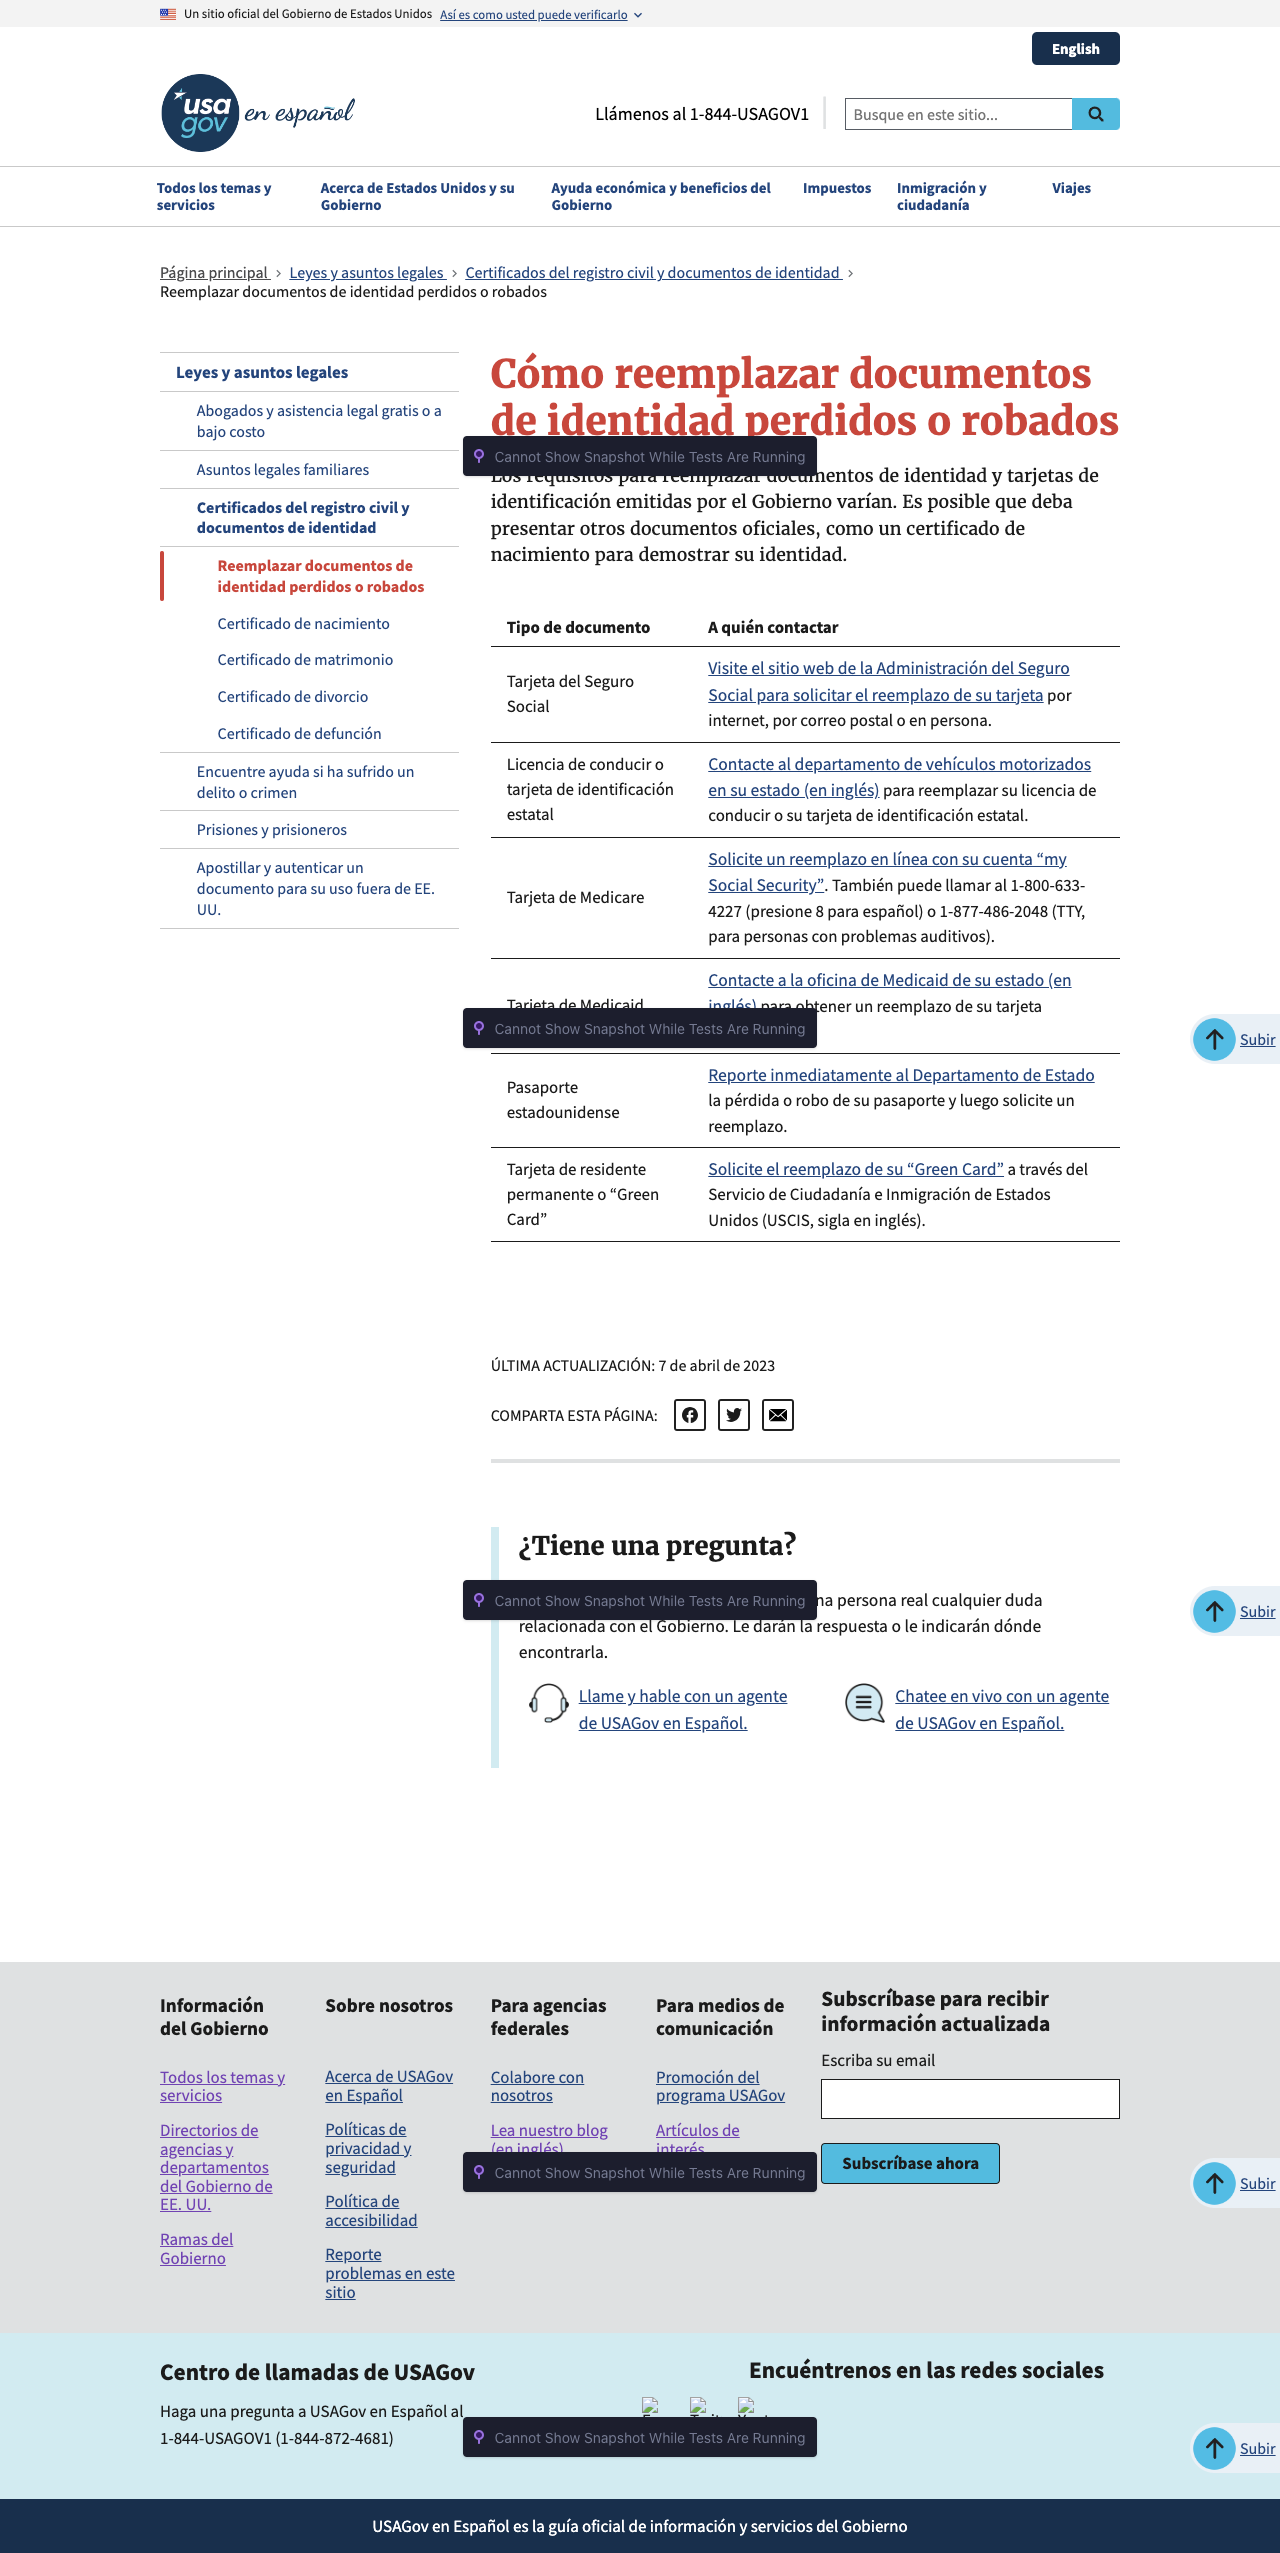 Un sitio oficial del Gobierno de Estados Unidos Así es como usted puede verificarlo
English
usa gov en español
Llámenos al 1-844-USAGOV1
Busque en este sitio...
Todos los temas y servicios
Acerca de Estados Unidos y su Gobierno
Ayuda económica y beneficios del Gobierno
Impuestos
Inmigración y ciudadanía
Viajes
Página principal > Leyes y asuntos legales > Certificados del registro civil y documentos de identidad >
Reemplazar documentos de identidad perdidos o robados
Leyes y asuntos legales
Abogados y asistencia legal gratis o a
bajo costo
Asuntos legales familiares
Certificados del registro civil y
documentos de identidad
Reemplazar documentos de
identidad perdidos o robados
Certificado de nacimiento
Certificado de matrimonio
Certificado de divorcio
Certificado de defunción
Encuentre ayuda si ha sufrido un
delito o crimen
Prisiones y prisioneros
Apostillar y autenticar un
documento para su uso fuera de EE.
UU.
Cómo reemplazar documentos
de identidad perdidos o robados
Cannot Show Snapshot While Tests Are Running
Los requisitos para reemplazar documentos de identidad y tarjetas de
identificación emitidas por el Gobierno varían. Es posible que deba
presentar otros documentos oficiales, como un certificado de
nacimiento para demostrar su identidad.
Tipo de documento
A quién contactar
Tarjeta del Seguro
Social
Visite el sitio web de la Administración del Seguro
Social para solicitar el reemplazo de su tarjeta por
internet, por correo postal o en persona.
Licencia de conducir o
tarjeta de identificación
estatal
Contacte al departamento de vehículos motorizados
en su estado (en inglés) para reemplazar su licencia de
conducir o su tarjeta de identificación estatal.
Tarjeta de Medicare
Solicite un reemplazo en línea con su cuenta “my
Social Security”. También puede llamar al 1-800-633-
4227 (presione 8 para español) o 1-877-486-2048 (TTY,
para personas con problemas auditivos).
Tarjeta de Medicaid
Contacte a la oficina de Medicaid de su estado (en
inglés) para obtener un reemplazo de su tarjeta
Cannot Show Snapshot While Tests Are Running
Subir
Pasaporte
estadounidense
Reporte inmediatamente al Departamento de Estado
la pérdida o robo de su pasaporte y luego solicite un
reemplazo.
Tarjeta de residente
permanente o “Green
Card”
Solicite el reemplazo de su “Green Card” a través del
Servicio de Ciudadanía e Inmigración de Estados
Unidos (USCIS, sigla en inglés).
ÚLTIMA ACTUALIZACIÓN: 7 de abril de 2023
COMPARTA ESTA PÁGINA:
¿Tiene una pregunta?
Cannot Show Snapshot While Tests Are Running
persona real cualquier duda
Subir
relacionada con el Gobierno. Le darán la respuesta o le indicarán dónde
encontrarla.
Llame y hable con un agente
de USAGov en Español.
Chatee en vivo con un agente
de USAGov en Español.
Información
del Gobierno
Todos los temas y
servicios
Directorios de
agencias y
departamentos
del Gobierno de
EE. UU.
Ramas del
Gobierno
Sobre nosotros
Acerca de USAGov
en Español
Políticas de
privacidad y
seguridad
Política de
accesibilidad
Reporte
problemas en este
sitio
Para agencias
federales
Colabore con
nosotros
Lea nuestro blog
(en inglés)
Para medios de
comunicación
Promoción del
programa USAGov
Artículos de
interés
Cannot Show Snapshot While Tests Are Running
Subscríbase para recibir
información actualizada
Escriba su email
Subscríbase ahora
Subir
Centro de llamadas de USAGov
Haga una pregunta a USAGov en Español al
1-844-USAGOV1 (1-844-872-4681)
Encuéntrenos en las redes sociales
Cannot Show Snapshot While Tests Are Running
Subir
USAGov en Español es la guía oficial de información y servicios del Gobierno